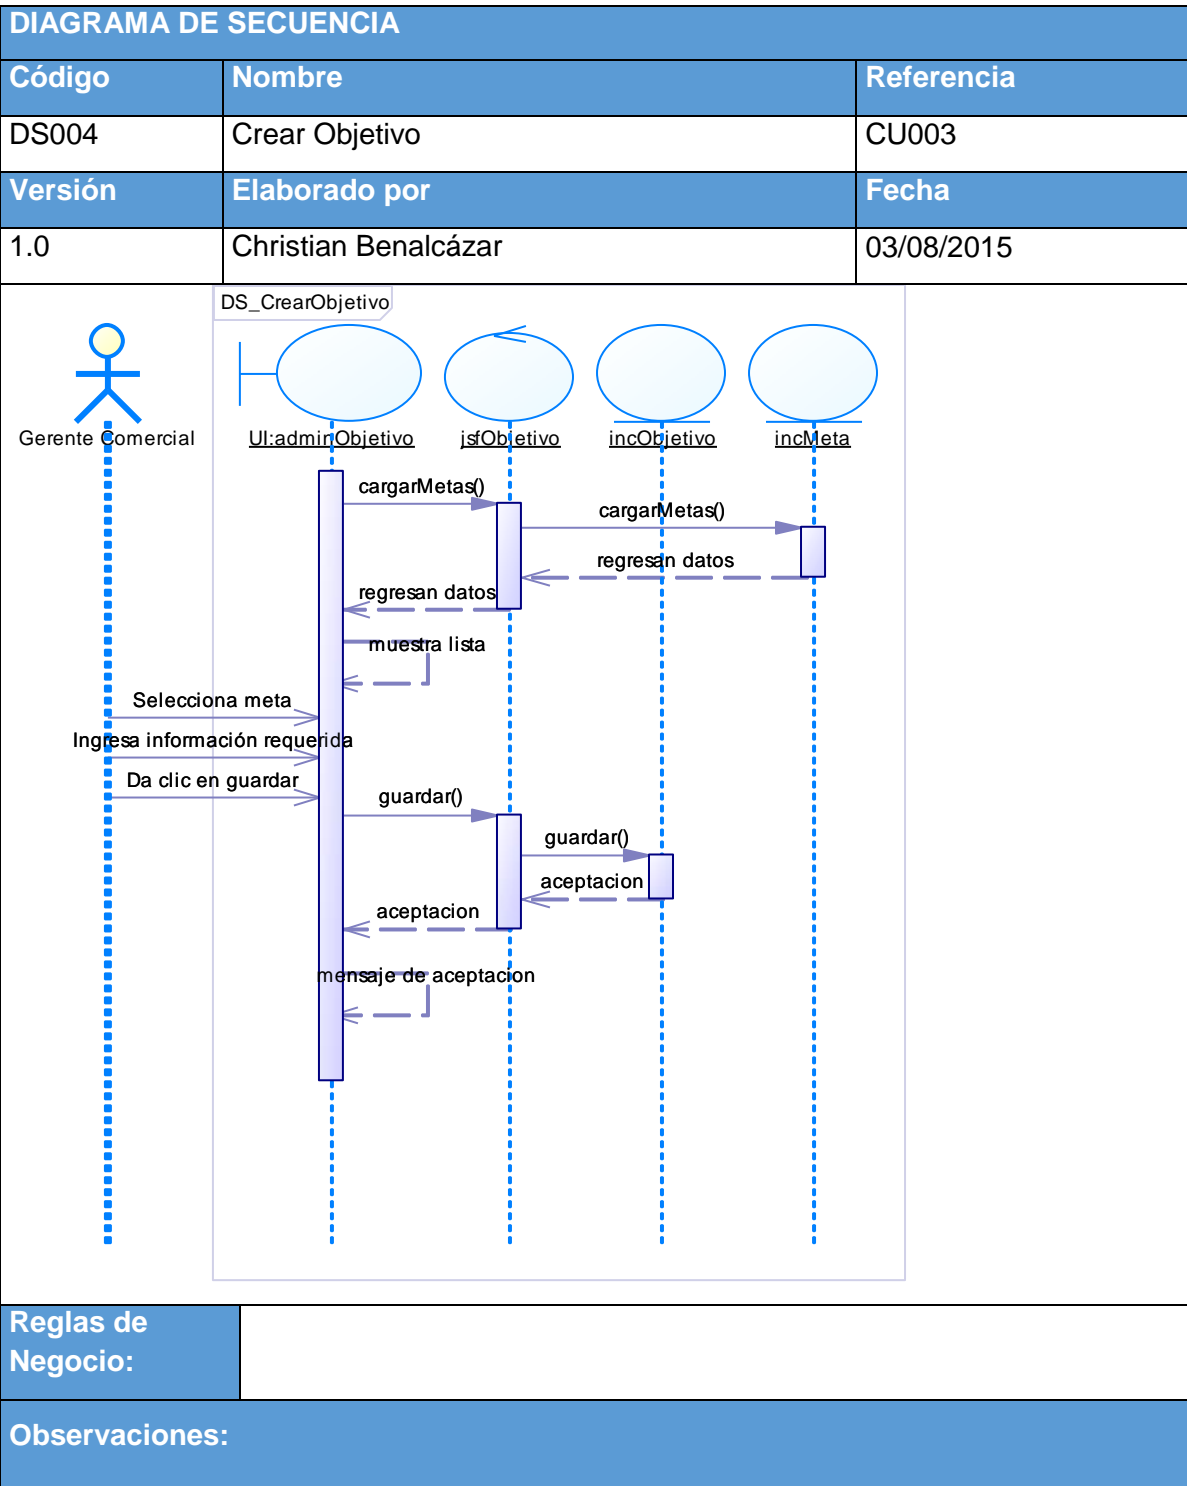 DIAGRAMA DE SECUENCIA
Código Nombre Referencia
DS004 Crear Objetivo CU003
Versión Elaborado por Fecha
1.0 Christian Benalcázar 03/08/2015
DS_CrearObjetivo
Gerente Comercial UI:adminObjetivo jsfObjetivo incObjetivo incMeta
cargarMetas()
cargarMetas()
regresan datos
regresan datos
muestra lista
Selecciona meta
Ingresa información requerida
Da clic en guardar
guardar()
guardar()
aceptacion
aceptacion
mensaje de aceptacion
Reglas de
Negocio:
Observaciones: